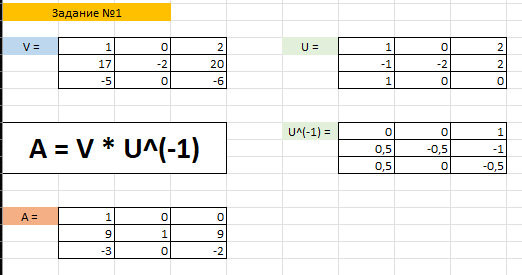 Задание №1
V = 1 0 2 U = 1 0 2
17 -2 20 -1 -2 2
-5 0 -6 1 0 0
A = V * U^(-1)
U^(-1) = 0 0 1
0,5 -0,5 -1
0,5 0 -0,5
A = 1 0 0
9 1 9
-3 0 -2